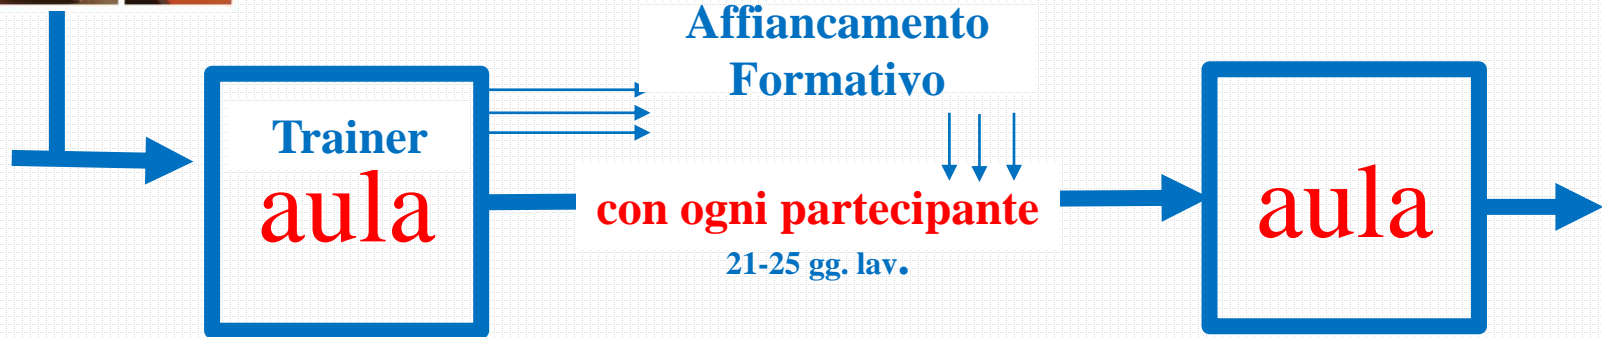 Affiancamento
Formativo
Trainer
aula
con ogni partecipante
21-25 gg. lav.
aula